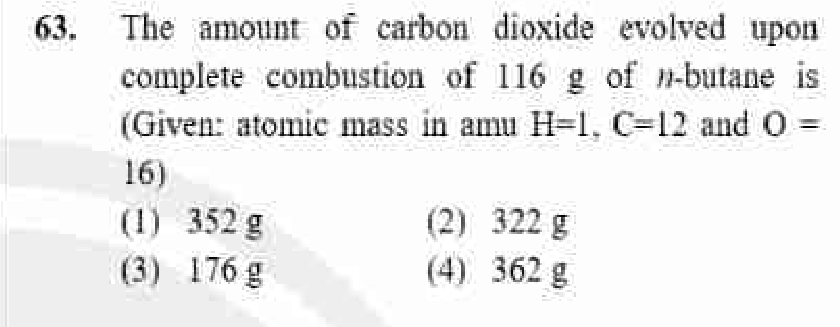 63. The amount of carbon dioxide evolved upon
complete combustion of 116 g of n-butane is
(Given: atomic mass in amu H=1, C=12 and O =
16)
(1) 352 g (2) 322 g
(3) 176 g (4) 362 g